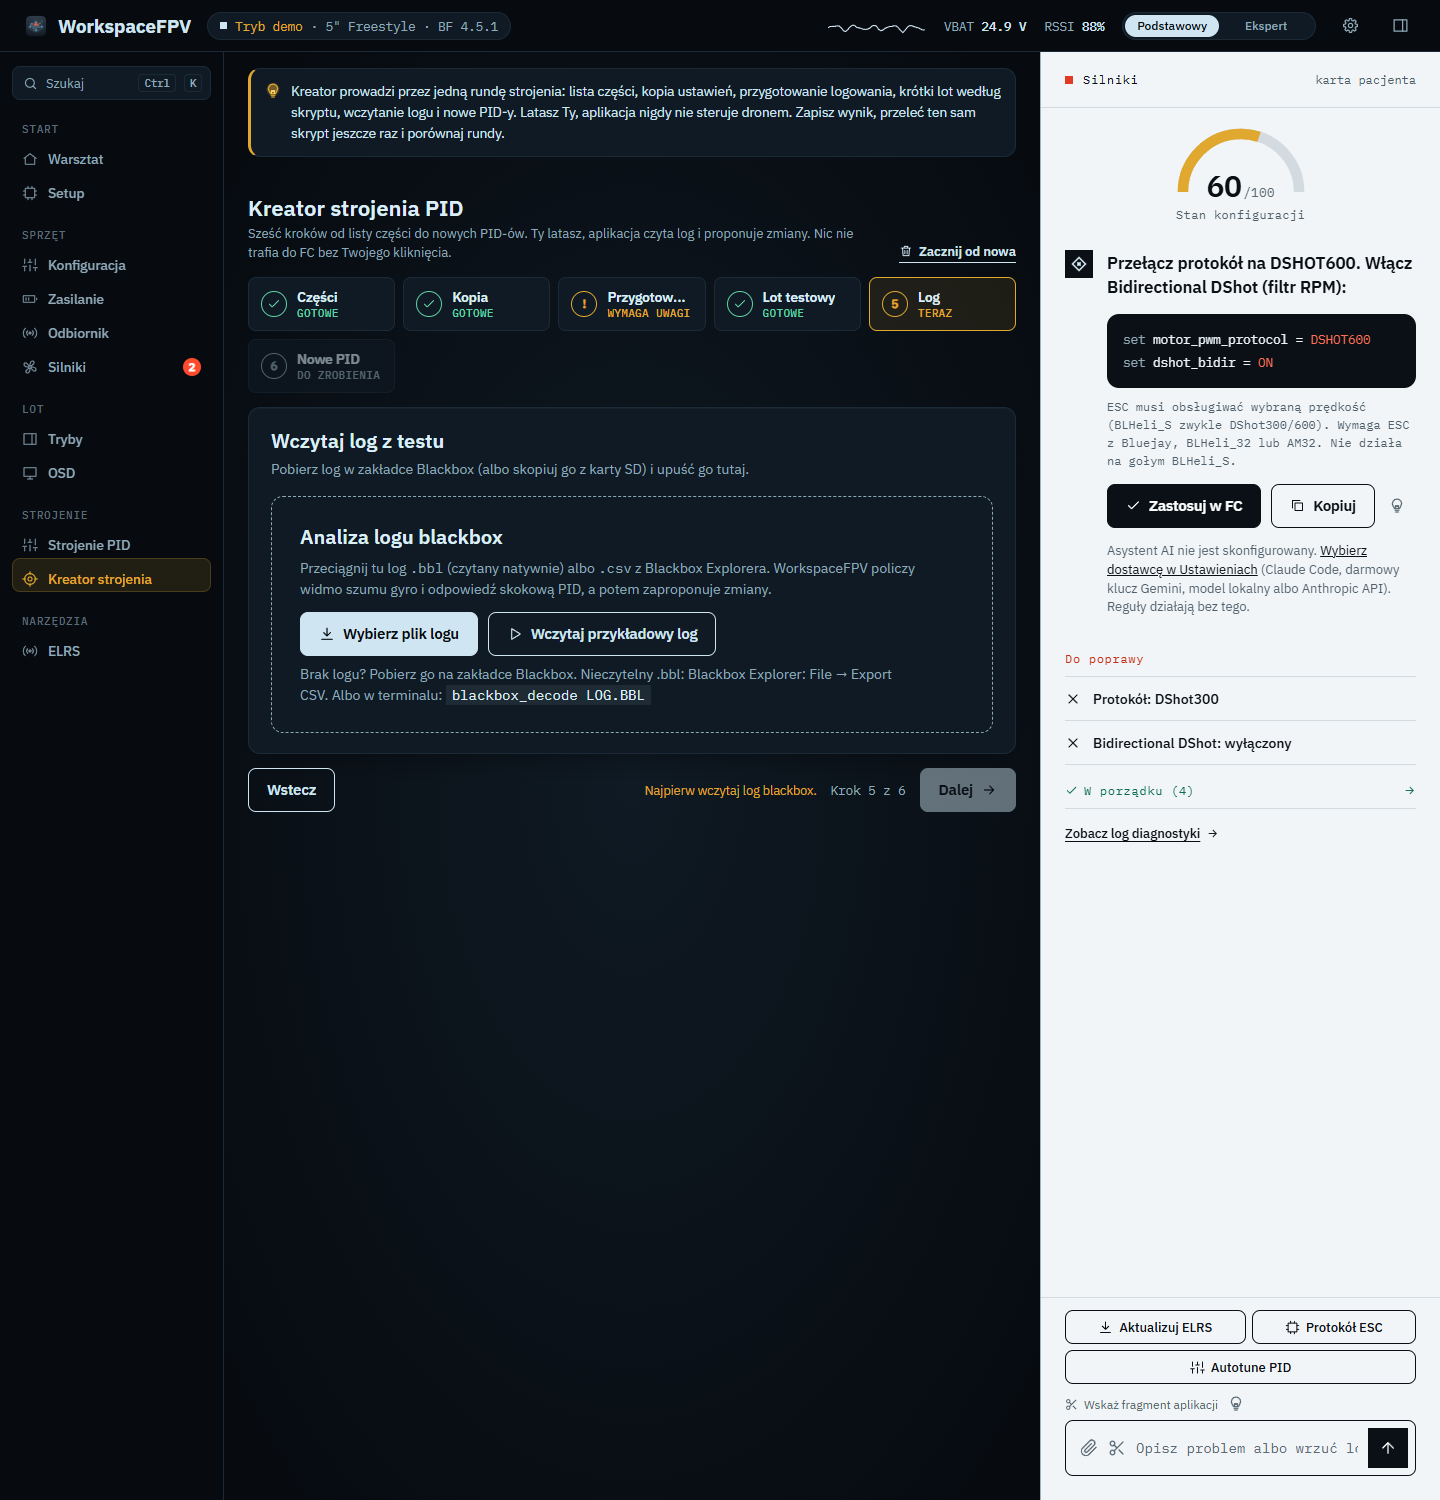 WorkspaceFPV
Tryb demo · 5" Freestyle · BF 4.5.1
VBAT 24.9 V
RSSI 88%
Podstawowy
Ekspert
Szukaj
Ctrl
K
START
Warsztat
Setup
SPRZĘT
Konfiguracja
Zasilanie
Odbiornik
Silniki
2
LOT
Tryby
OSD
STROJENIE
Strojenie PID
Kreator strojenia
NARZĘDZIA
ELRS
Kreator prowadzi przez jedną rundę strojenia: lista części, kopia ustawień, przygotowanie logowania, krótki lot według
skryptu, wczytanie logu i nowe PID-y. Latasz Ty, aplikacja nigdy nie steruje dronem. Zapisz wynik, przeleć ten sam
skrypt jeszcze raz i porównaj rundy.
Kreator strojenia PID
Sześć kroków od listy części do nowych PID-ów. Ty latasz, aplikacja czyta log i proponuje zmiany. Nic nie
trafia do FC bez Twojego kliknięcia.
Zacznij od nowa
Części
GOTOWE
Kopia
GOTOWE
!
Przygotow...
WYMAGA UWAGI
Lot testowy
GOTOWE
5
Log
TERAZ
6
Nowe PID
DO ZROBIENIA
Wczytaj log z testu
Pobierz log w zakładce Blackbox (albo skopiuj go z karty SD) i upuść go tutaj.
Analiza logu blackbox
Przeciągnij tu log .bbl (czytany natywnie) albo .csv z Blackbox Explorera. WorkspaceFPV policzy
widmo szumu gyro i odpowiedź skokową PID, a potem zaproponuje zmiany.
Wybierz plik logu
Wczytaj przykładowy log
Brak logu? Pobierz go na zakładce Blackbox. Nieczytelny .bbl: Blackbox Explorer: File → Export
CSV. Albo w terminalu: blackbox_decode LOG.BBL
Wstecz
Najpierw wczytaj log blackbox.
Krok 5 z 6
Dalej →
Silniki
karta pacjenta
60/100
Stan konfiguracji
Przełącz protokół na DSHOT600. Włącz
Bidirectional DShot (filtr RPM):
set motor_pwm_protocol = DSHOT600
set dshot_bidir = ON
ESC musi obsługiwać wybraną prędkość
(BLHeli_S zwykle DShot300/600). Wymaga ESC
z Bluejay, BLHeli_32 lub AM32. Nie działa
na gołym BLHeli_S.
Zastosuj w FC
Kopiuj
Asystent AI nie jest skonfigurowany. Wybierz
dostawcę w Ustawieniach (Claude Code, darmowy
klucz Gemini, model lokalny albo Anthropic API).
Reguły działają bez tego.
Do poprawy
Protokół: DShot300
Bidirectional DShot: wyłączony
W porządku (4)
→
Zobacz log diagnostyki →
Aktualizuj ELRS
Protokół ESC
Autotune PID
Wskaż fragment aplikacji
Opisz problem albo wrzuć lo